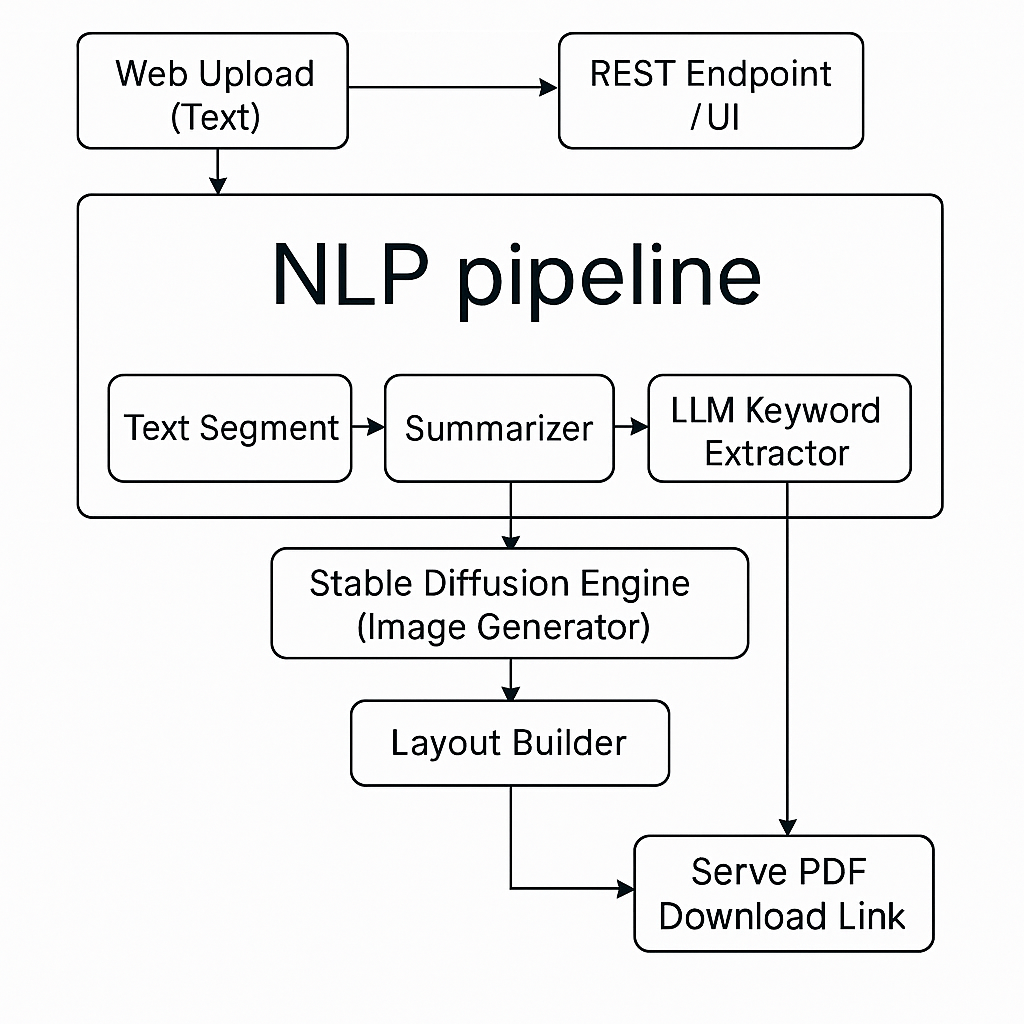 Web Upload
(Text)
REST Endpoint
/ UI
NLP pipeline
Text Segment
Summarizer
LLM Keyword
Extractor
Stable Diffusion Engine
(Image Generator)
Layout Builder
Serve PDF
Download Link